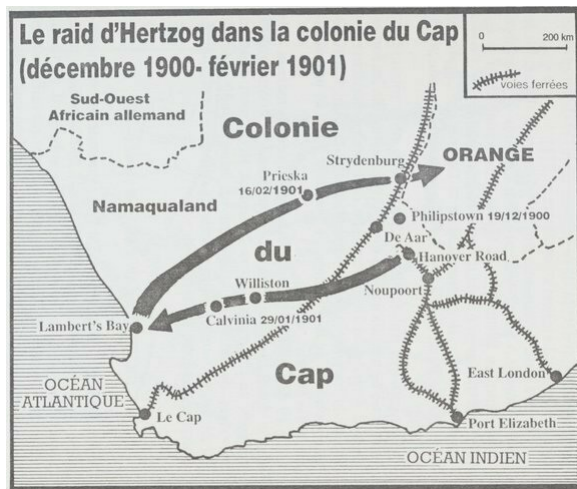 Le raid d'Hertzog dans la colonie du Cap
(décembre 1900- février 1901)
0 200 km
voies ferrées
Sud-Ouest
Africain allemand
Colonie
Strydenburg
ORANGE
Prieska
16/02/1901
Namaqualand
Philipstown 19/12/1900
De Aar
du
Hanover Road
Williston
Noupoort
Lambert's Bay
Calvinia 29/01/1901
Cap
East London
OCÉAN
ATLANTIQUE
Le Cap
Port Elizabeth
OCÉAN INDIEN